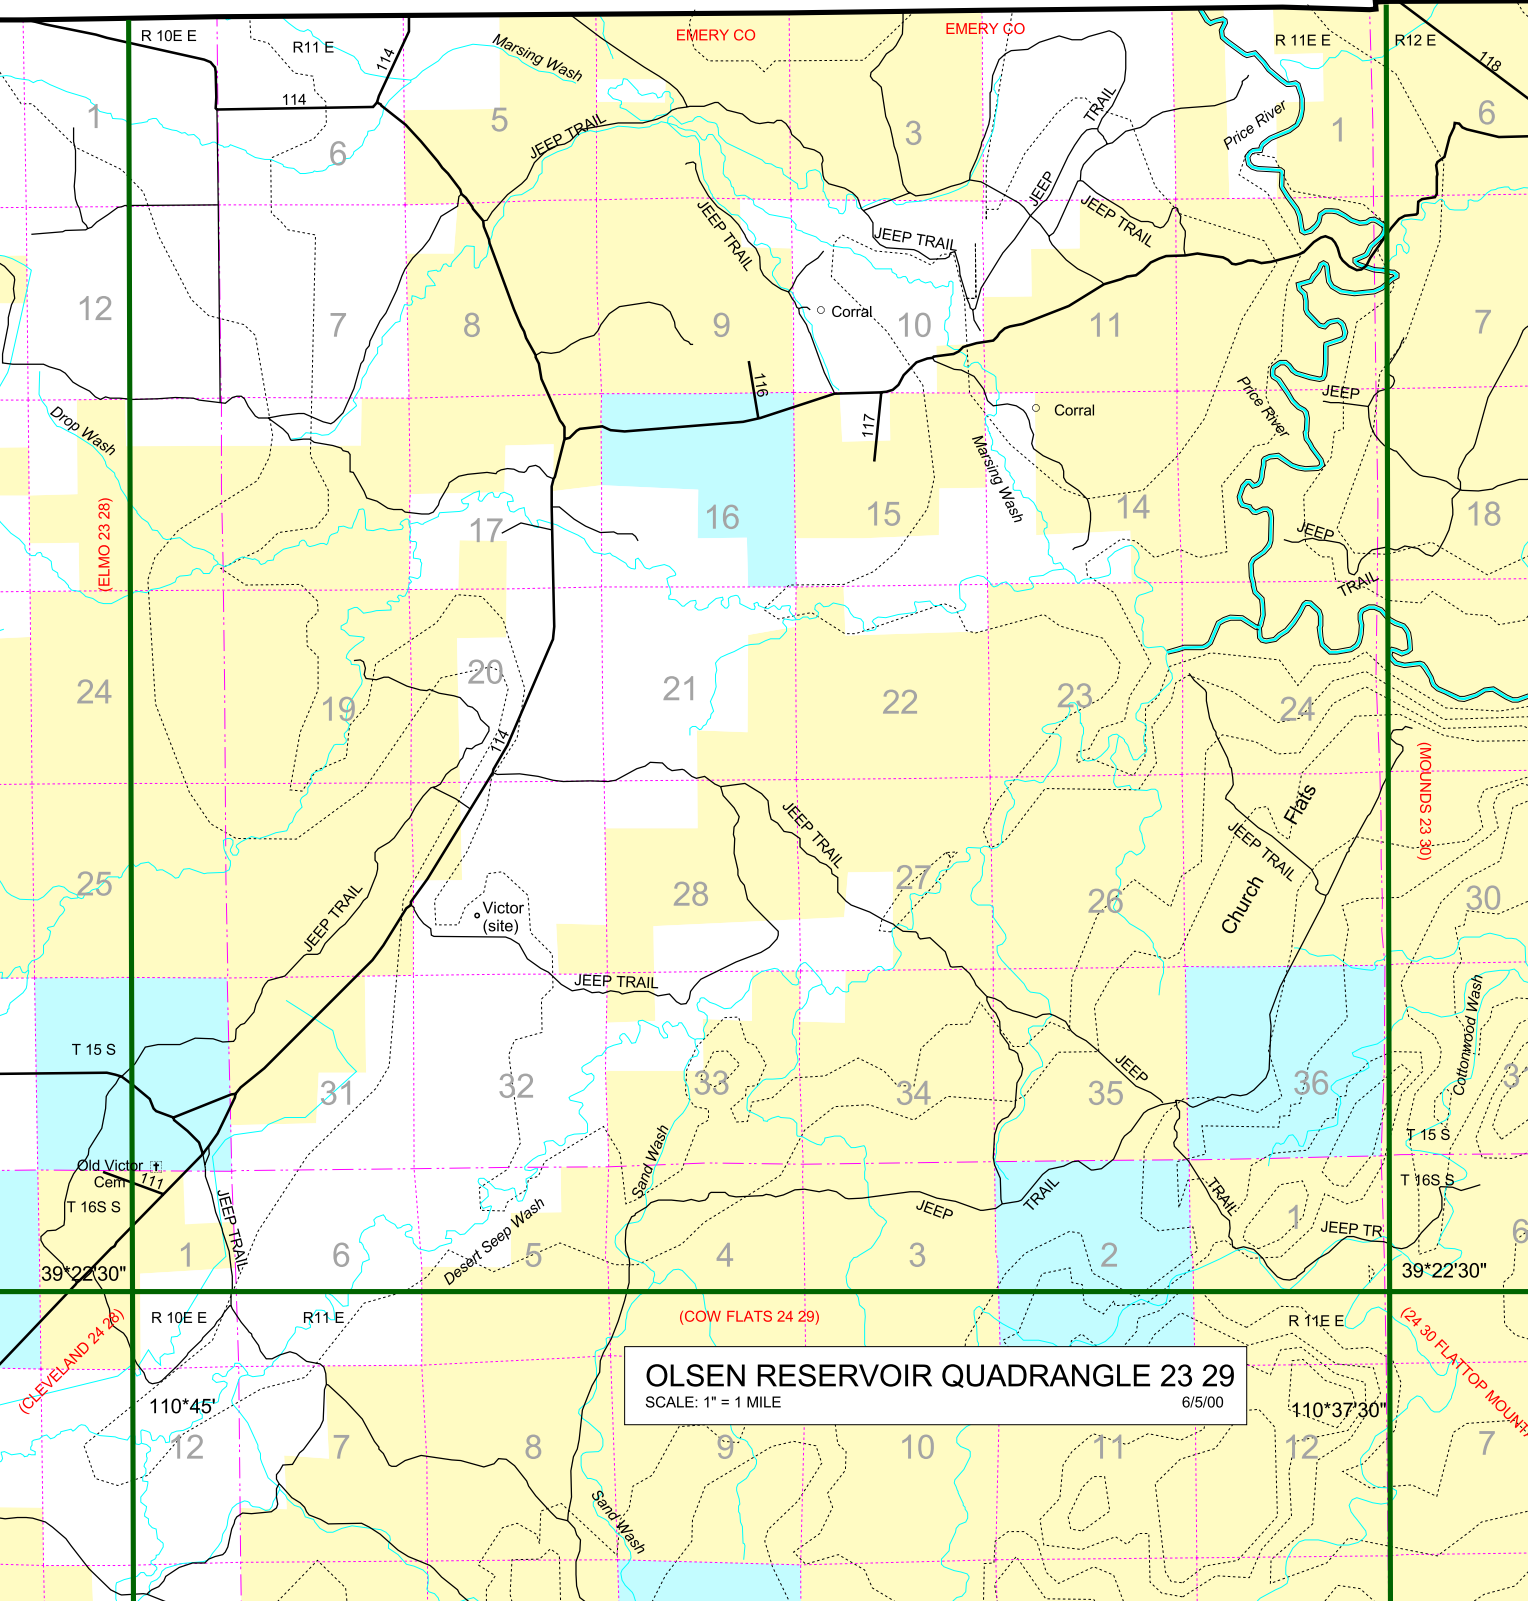 EMERY CO
EMERY CO
R 10E E
R11 E
R 11E E
R12 E
Marsing Wash
114
114
118
TRAIL
Price River
1
5
3
1
6
6
JEEP TRAIL
JEEP
JEEP TRAIL
JEEP TRAIL
JEEP TRAIL
12
7
8
9
Corral
10
11
7
116
JEEP
Price River
Drop Wash
117
Corral
Marsing Wash
(ELMO 23 28)
17
16
15
14
18
JEEP
TRAIL
24
19
20
21
22
23
24
114
(MOUNDS 23 30)
JEEP TRAIL
Church Flats
JEEP TRAIL
25
28
27
26
30
Victor
(site)
JEEP TRAIL
JEEP TRAIL
Cottonwood Wash
T 15 S
31
32
33
34
JEEP
35
36
T 15 S
Old Victor
Cem
111
Sand Wash
T 16S S
T 16S S
JEEP TRAIL
JEEP
TRAIL
TRAIL
JEEP TR
1
6
Desert Seep Wash
5
4
3
2
1
6
39*22'30"
39*22'30"
(CLEVELAND 24 28)
R 10E E
R11 E
(COW FLATS 24 29)
R 11E E
OLSEN RESERVOIR QUADRANGLE 23 29
SCALE: 1" = 1 MILE
6/5/00
110*45'
110*37'30"
12
7
8
9
10
11
12
7
Sand Wash